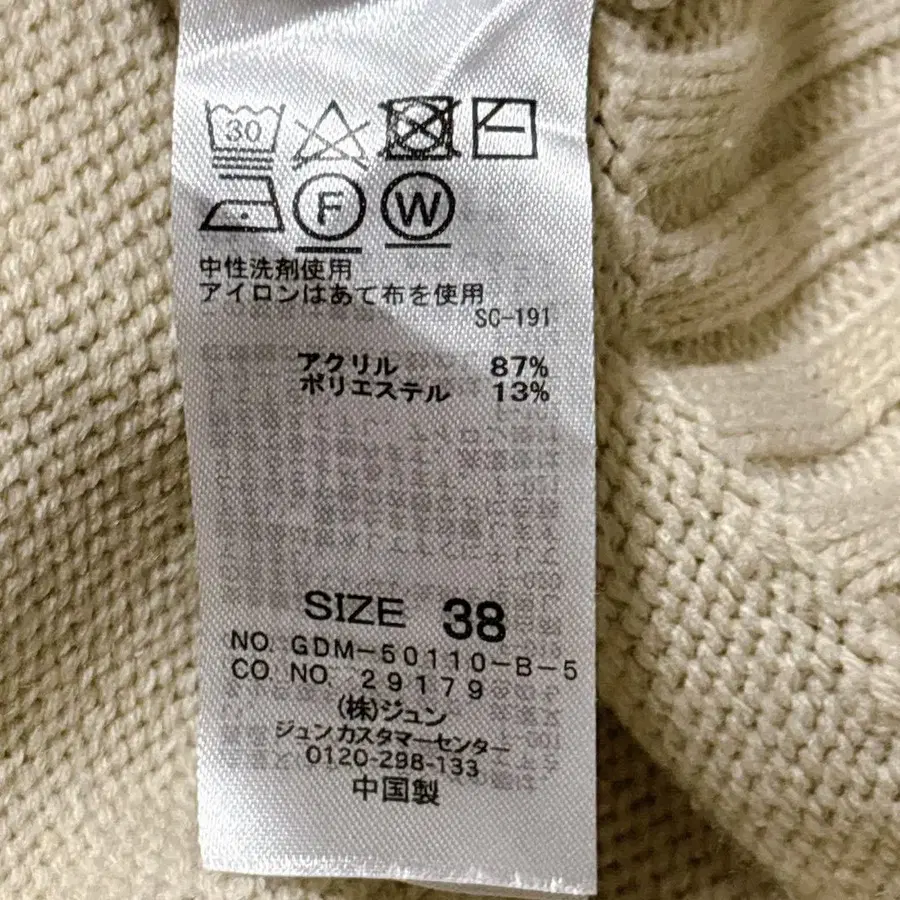 30
F W
中性洗剤使用
アイロンはあて布を使用
SC-191
アクリル 87%
ポリエステル 13%
SIZE 38
NO. GDM-50110-B-5
CO. NO. 29179
(株)ジュン
ジュンカスタマーセンター
0120-298-133
中国製